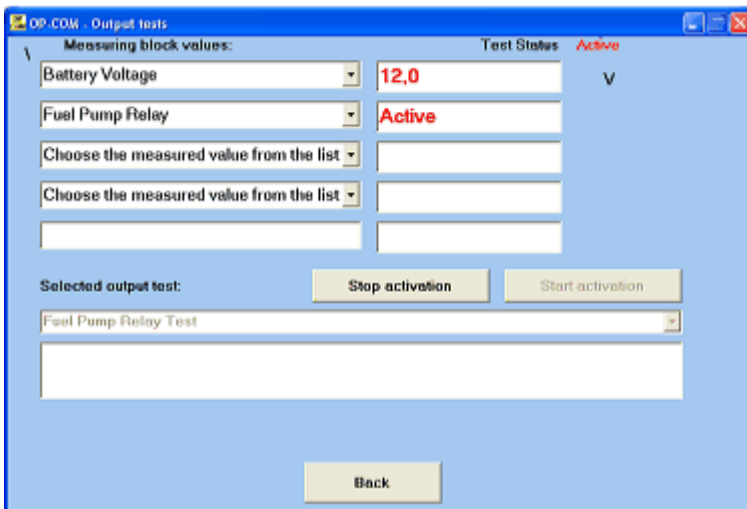 OP-COM - Output tests
Measuring block values: Test Status Active
\ Battery Voltage 12,0 V
Fuel Pump Relay Active
Choose the measured value from the list
Choose the measured value from the list
Selected output test: Stop activation Start activation
Fuel Pump Relay Test
Back